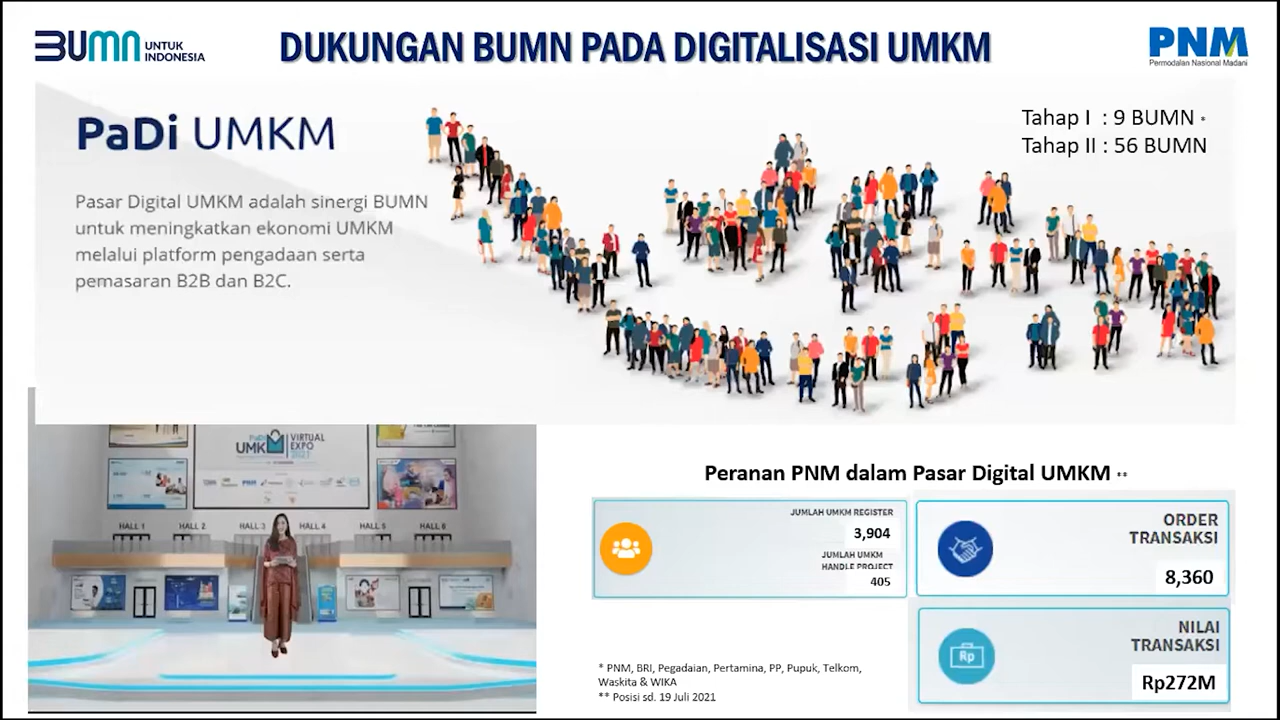 BUMN UNTUK
INDONESIA
DUKUNGAN BUMN PADA DIGITALISASI UMKM
PNM
Permodalan Nasional Madani
PaDi UMKM
Tahap I : 9 BUMN *
Tahap II : 56 BUMN
Pasar Digital UMKM adalah sinergi BUMN
untuk meningkatkan ekonomi UMKM
melalui platform pengadaan serta
pemasaran B2B dan B2C.
PaDi
UMK
VIRTUAL
EXPO
2021
HALL 1
HALL 2
HALL 3
HALL 4
HALL 5
HALL 6
Peranan PNM dalam Pasar Digital UMKM **
JUMLAH UMKM REGISTER
3,904
JUMLAH UMKM
HANDLE PROJECT
405
ORDER
TRANSAKSI
8,360
NILAI
TRANSAKSI
Rp
Rp272M
* PNM, BRI, Pegadaian, Pertamina, PP, Pupuk, Telkom,
Waskita & WIKA
** Posisi sd. 19 Juli 2021